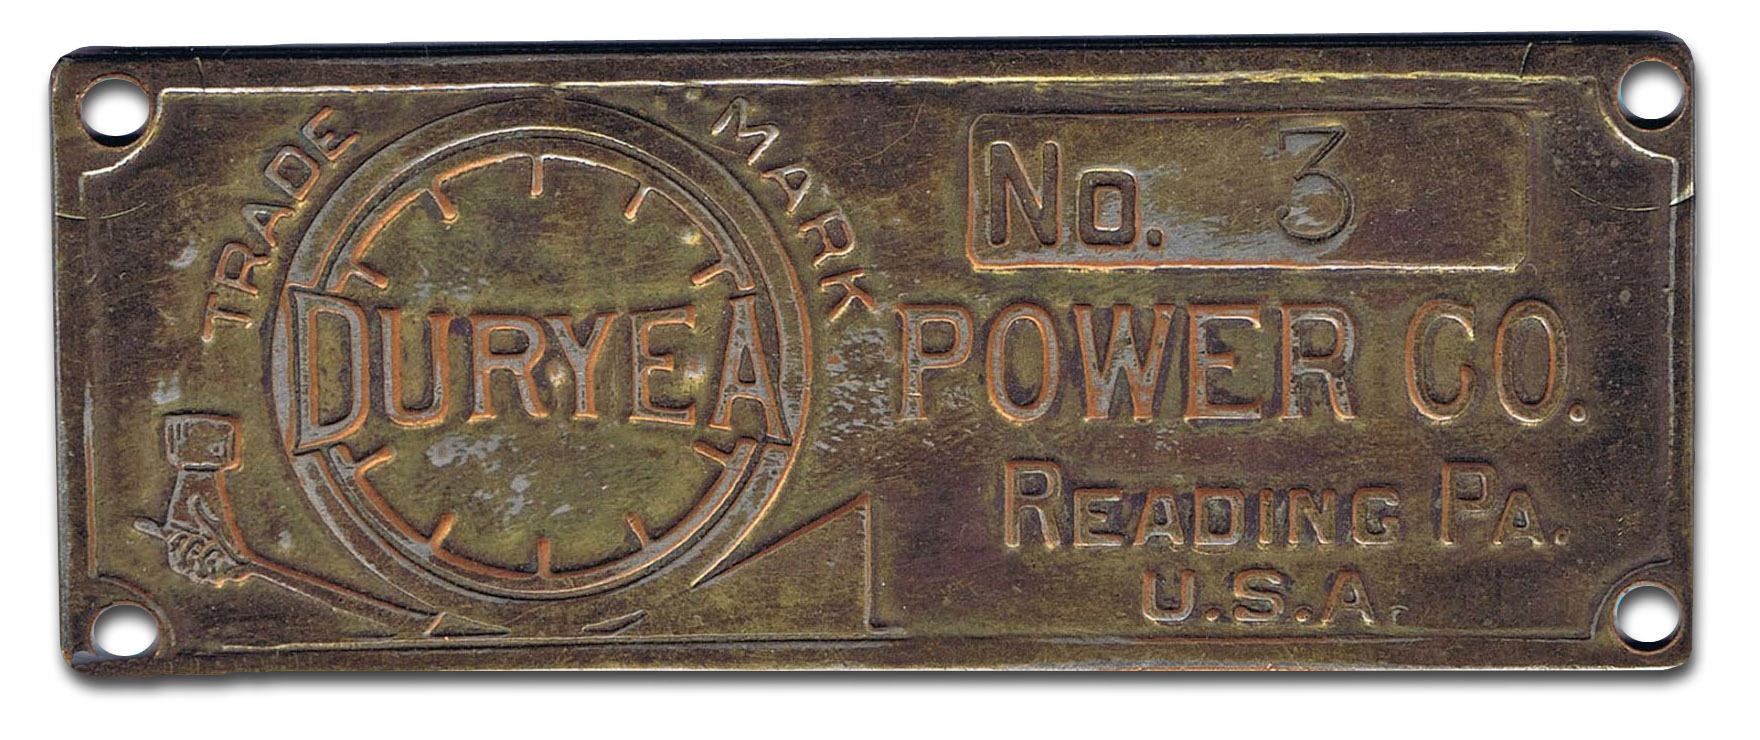 TRADE MARK
No. 3
DURYEA POWER CO.
READING PA.
U.S.A.